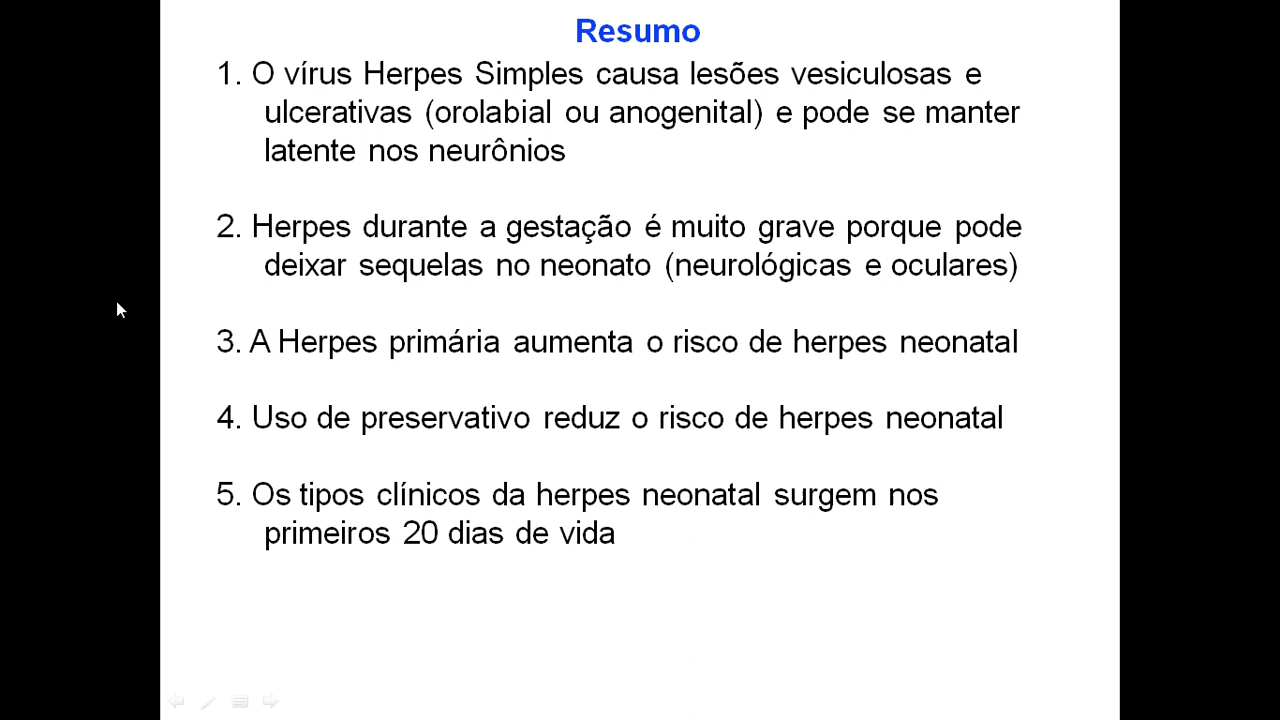 Resumo
1. O vírus Herpes Simples causa lesões vesiculosas e
ulcerativas (orolabial ou anogenital) e pode se manter
latente nos neurônios
2. Herpes durante a gestação é muito grave porque pode
deixar sequelas no neonato (neurológicas e oculares)
3. A Herpes primária aumenta o risco de herpes neonatal
4. Uso de preservativo reduz o risco de herpes neonatal
5. Os tipos clínicos da herpes neonatal surgem nos
primeiros 20 dias de vida